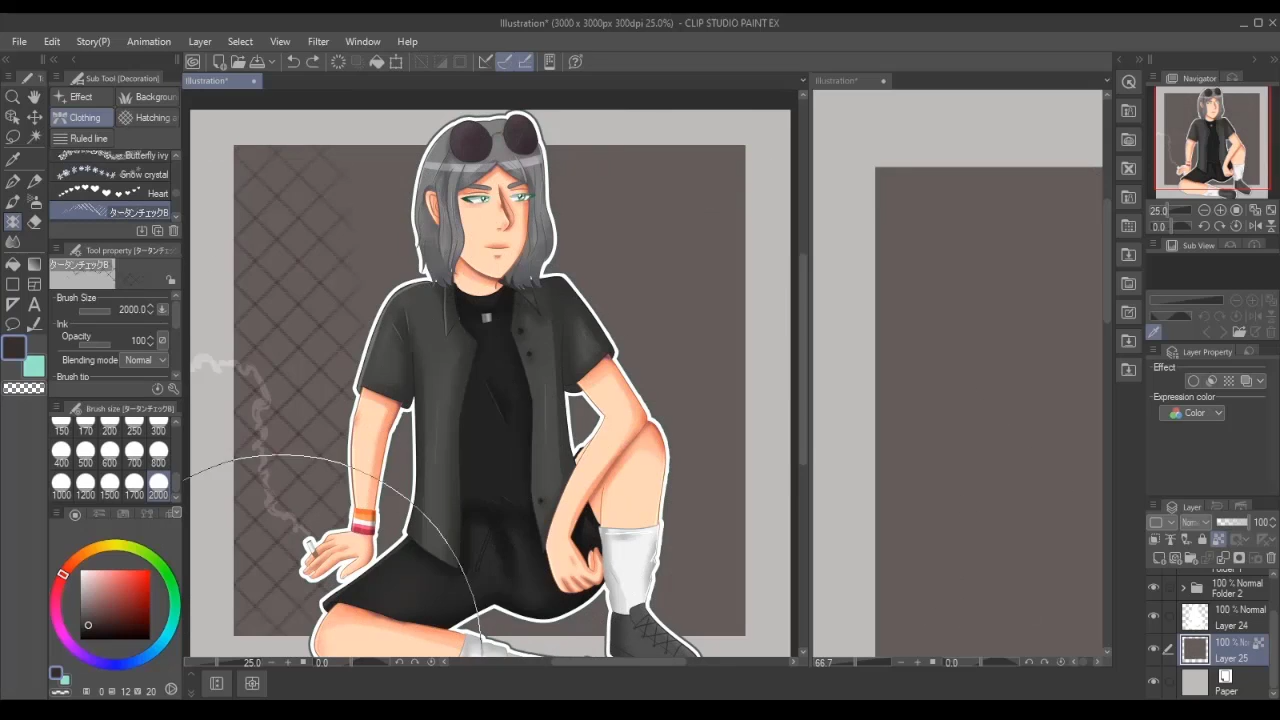 Illustration* (3000 x 3000px 300dpi 25.0%) - CLIP STUDIO PAINT EX
File Edit Story(P) Animation Layer Select View Filter Window Help
Sub Tool [Decoration]
Illustration*
Illustration*
Navigator
Effect
Backgroun
Clothing
Hatching
Ruled line
Butterfly ivy
Snow crystal
Heart
タータンチェックB
25.0
0.0
Sub View
Tool property [タータンチェ
タータンチェックB
Brush Size
2000.0
Ink
Opacity
100
Blending mode Normal
Brush tip
Layer Property
Effect
Expression color
Color
Brush size [タータンチェックB]
150 170 200 250 300
400 500 600 700 800
1000 1200 1500 1700 2000
Layer
100
Folder 1
100 % Normal
Folder 2
100 % Normal
Layer 24
Layer 25
Paper
25.0
0.0
66.7
0.0
0 12 20